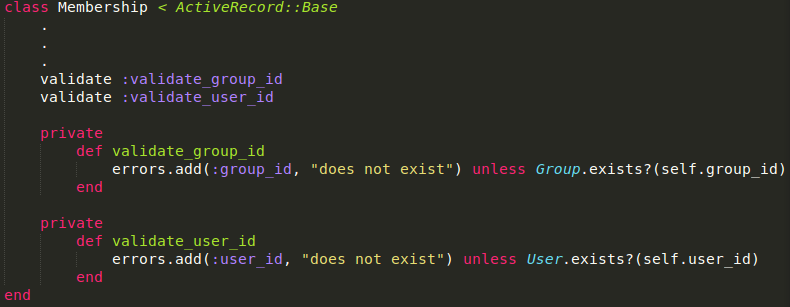 class Membership < ActiveRecord::Base
    .
    .
    .
    validate :validate_group_id
    validate :validate_user_id

    private
        def validate_group_id
            errors.add(:group_id, "does not exist") unless Group.exists?(self.group_id)
        end

    private
        def validate_user_id
            errors.add(:user_id, "does not exist") unless User.exists?(self.user_id)
        end
end